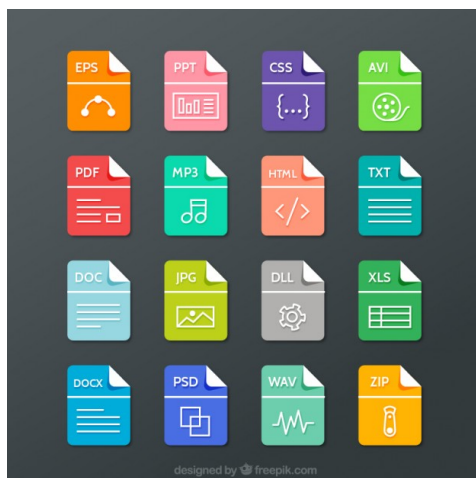 EPS PPT CSS AVI
PDF MP3 HTML TXT
DOC JPG DLL XLS
DOCX PSD WAV ZIP
designed by freepik.com